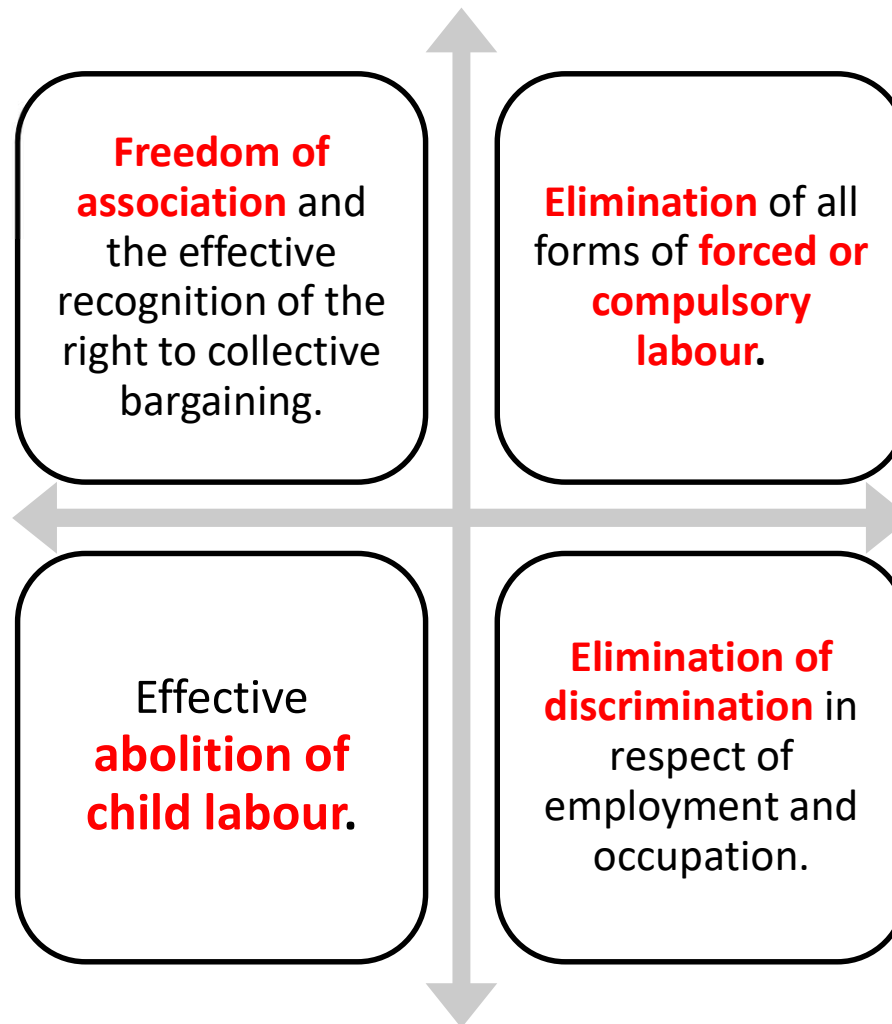 Freedom of
association and
the effective
recognition of the
right to collective
bargaining.
Elimination of all
forms of forced or
compulsory
labour.
Effective
abolition of
child labour.
Elimination of
discrimination in
respect of
employment and
occupation.